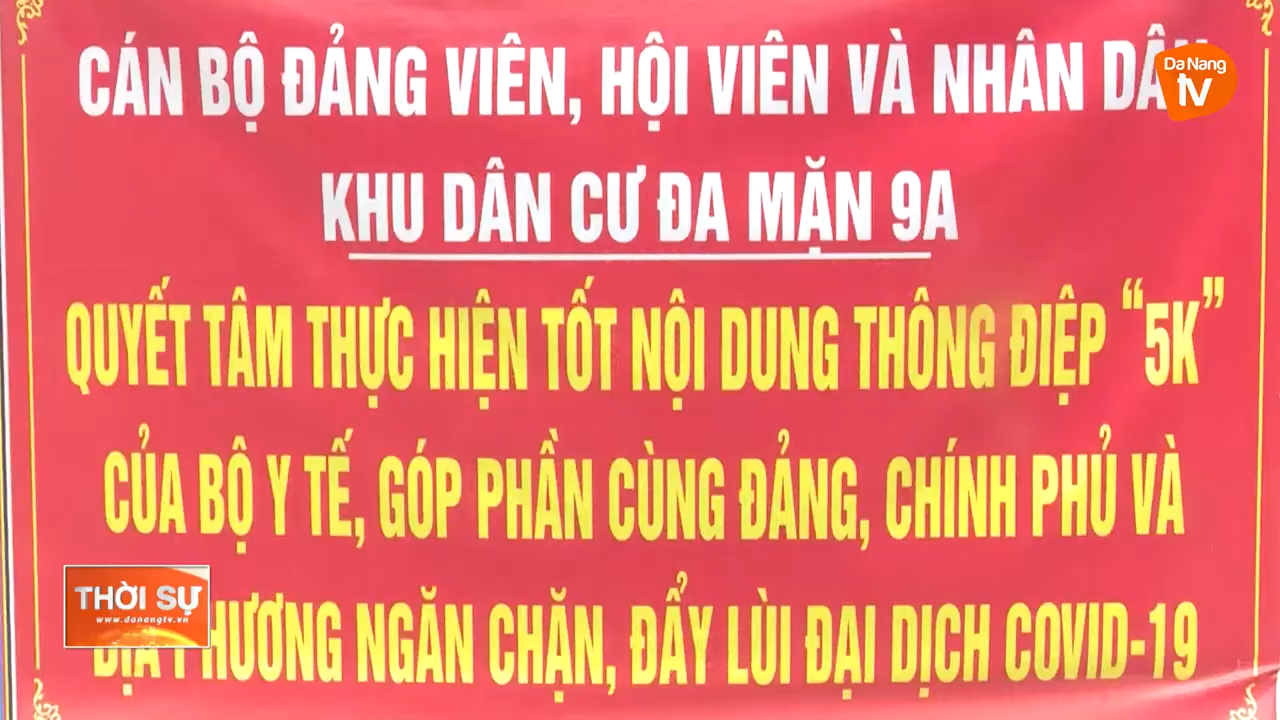 CÁN BỘ ĐẢNG VIÊN, HỘI VIÊN VÀ NHÂN DÂN
Da Nang
tv
KHU DÂN CƯ ĐA MẶN 9A
QUYẾT TÂM THỰC HIỆN TỐT NỘI DUNG THÔNG ĐIỆP “5K”
CỦA BỘ Y TẾ, GÓP PHẦN CÙNG ĐẢNG, CHÍNH PHỦ VÀ
THỜI SỰ
www.danangtv.vn
ĐỊA PHƯƠNG NGĂN CHẶN, ĐẨY LÙI ĐẠI DỊCH COVID-19